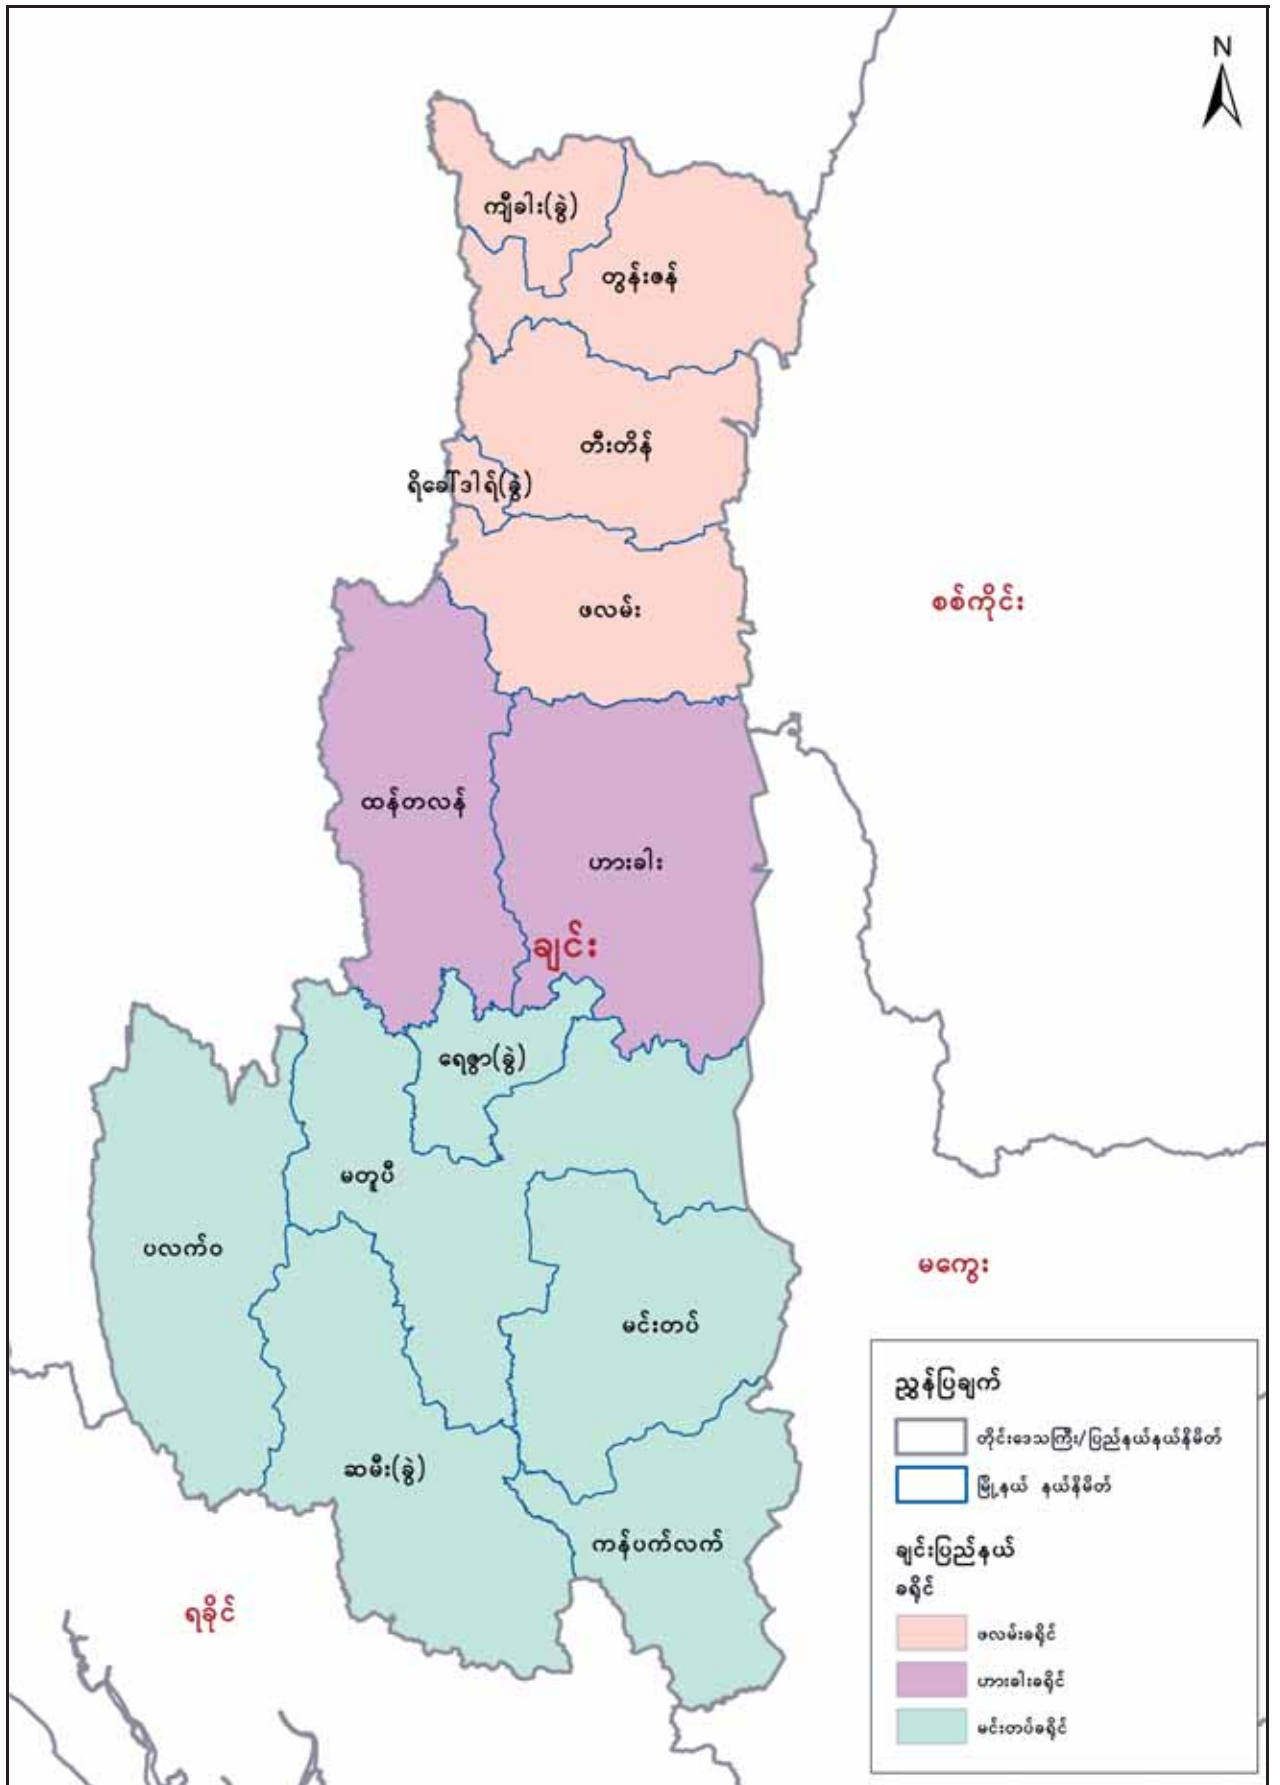 N
ကျီခါး(ခွဲ)
တွန်းဇန်
တီးတိန်
ရိခေါ်ဒါရ်(ခွဲ)
ဖလမ်း
စစ်ကိုင်း
ထန်တလန်
ဟားခါး
ချင်း
ရေဇွာ(ခွဲ)
မတူပီ
ပလက်ဝ
မကွေး
မင်းတပ်
ဆမီး(ခွဲ)
ကန်ပက်လက်
ရခိုင်
ညွှန်ပြချက်
တိုင်းဒေသကြီး/ပြည်နယ်နယ်နိမိတ်
မြို့နယ် နယ်နိမိတ်
ချင်းပြည်နယ်
ခရိုင်
ဖလမ်းခရိုင်
ဟားခါးခရိုင်
မင်းတပ်ခရိုင်